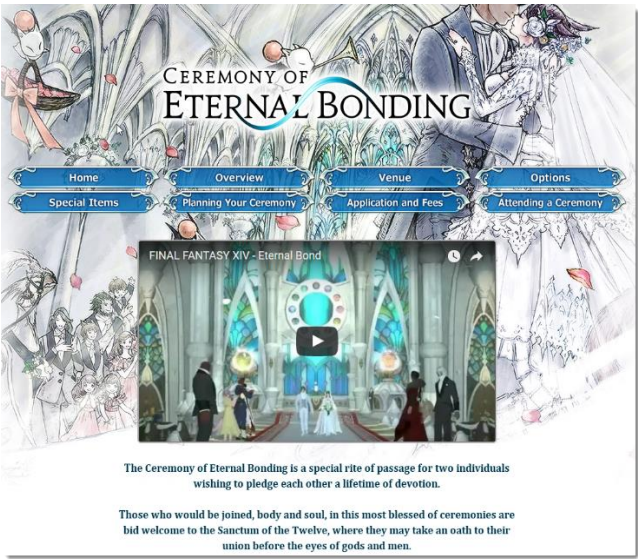 CEREMONY OF
ETERNAL BONDING
Home
Overview
Venue
Options
Special Items
Planning Your Ceremony
Application and Fees
Attending a Ceremony
FINAL FANTASY XIV - Eternal Bond
The Ceremony of Eternal Bonding is a special rite of passage for two individuals
wishing to pledge each other a lifetime of devotion.
Those who would be joined, body and soul, in this most blessed of ceremonies are
bid welcome to the Sanctum of the Twelve, where they may take an oath to their
union before the eyes of gods and men.